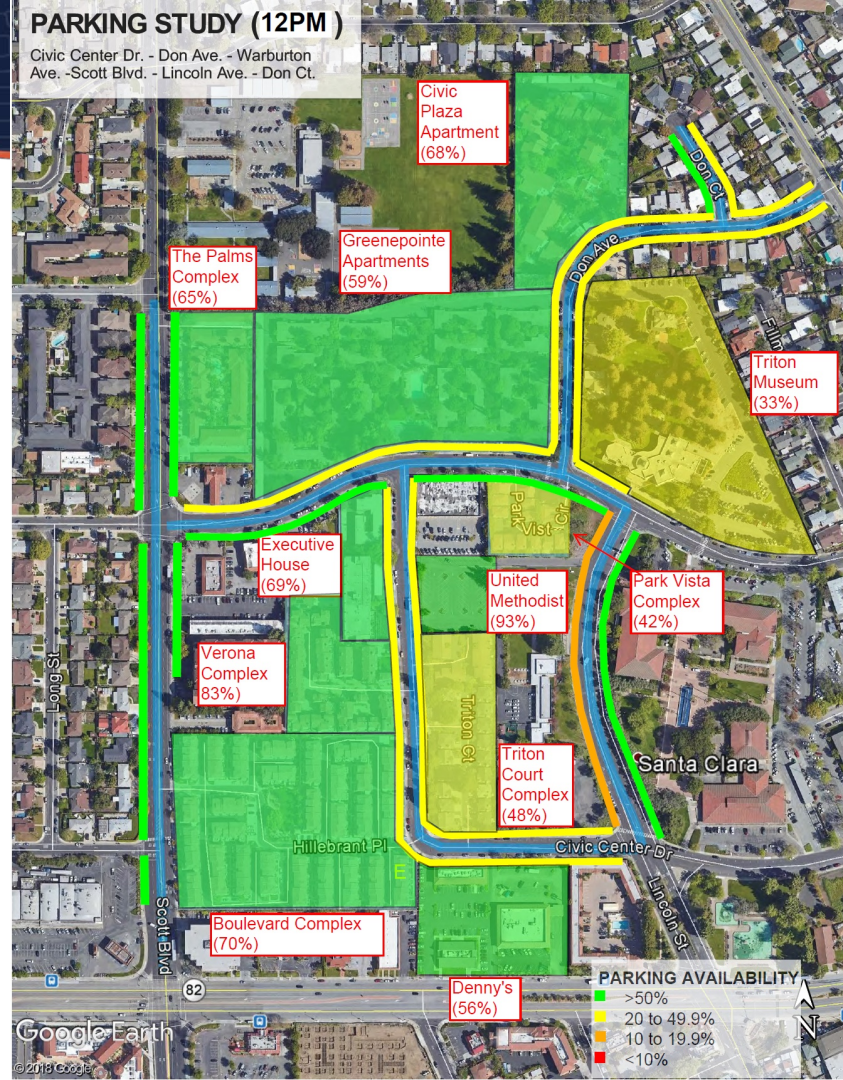 PARKING STUDY (12PM )
Civic Center Dr. - Don Ave. - Warburton
Ave. -Scott Blvd. - Lincoln Ave. - Don Ct.
Civic
Plaza
Apartment
(68%)
Don Ct
Don Ave
Greenepointe
Apartments
(59%)
The Palms
Complex
(65%)
Triton
Museum
(33%)
Park
Vist
Cir
Executive
House
(69%)
United
Methodist
(93%)
Park Vista
Complex
(42%)
Long St
Verona
Complex
83%)
Triton Ct
Triton
Court
Complex
(48%)
Santa Clara
Hillebrant Pl
Civic Center Dr
E
Lincoln St
Scott Blvd
Boulevard Complex
(70%)
82
Denny's
(56%)
PARKING AVAILABILITY
>50%
20 to 49.9%
10 to 19.9%
<10%
N
Google Earth
©2018 Google